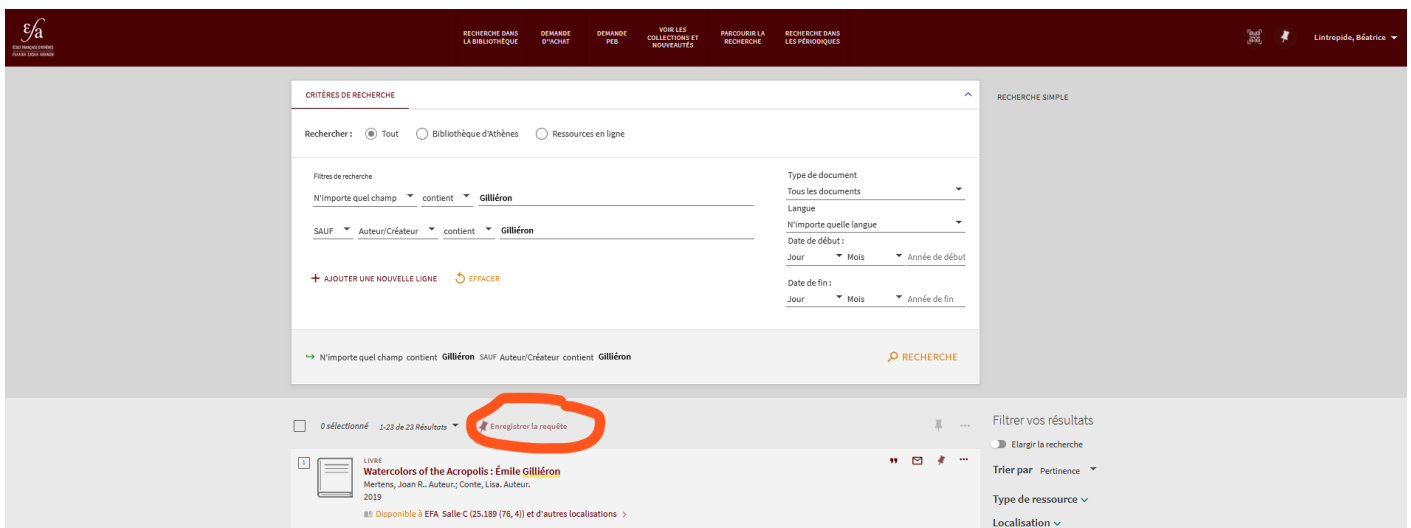 εfa
ÉCOLE FRANÇAISE D'ATHÈNES
RECHERCHE DANS LA BIBLIOTHÈQUE
DEMANDE D"ACHAT
DEMANDE PEB
VOIR LES COLLECTIONS ET NOUVEAUTÉS
PARCOURIR LA RECHERCHE
RECHERCHE DANS LES PÉRIODIQUES
Lintrepide, Béatrice
CRITÈRES DE RECHERCHE
RECHERCHE SIMPLE
Rechercher : Tout Bibliothèque d'Athènes Ressources en ligne
Filtres de recherche
N'importe quel champ contient Gilliéron
SAUF Auteur/Créateur contient Gilliéron
+ AJOUTER UNE NOUVELLE LIGNE EFFACER
Type de document
Tous les documents
Langue
N'importe quelle langue
Date de début :
Jour Mois Année de début
Date de fin :
Jour Mois Année de fin
N'importe quel champ contient Gilliéron SAUF Auteur/Créateur contient Gilliéron
RECHERCHE
0 sélectionné 1-23 de 23 Résultats Enregistrer la requête
1
LIVRE
Watercolors of the Acropolis : Émile Gilliéron
Mertens, Joan R.. Auteur.; Conte, Lisa. Auteur.
2019
Disponible à EFA Salle C (25.189 (76, 4)) et d'autres localisations >
Filtrer vos résultats
Elargir la recherche
Trier par Pertinence
Type de ressource
Localisation